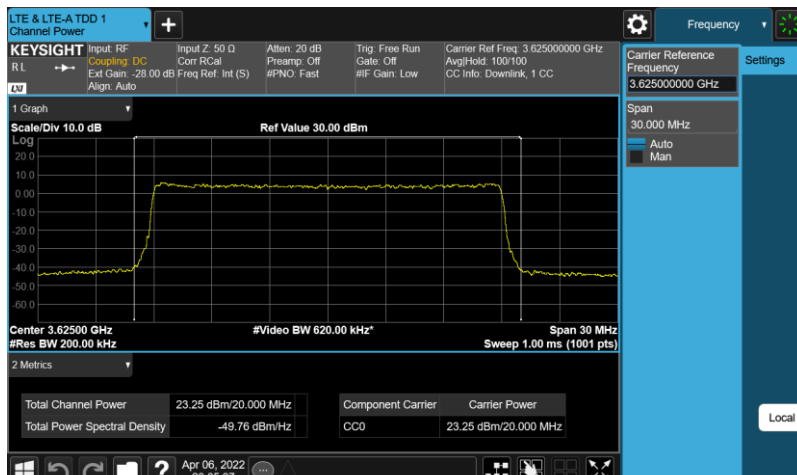 LTE & LTE-A TDD 1
Channel Power
Frequency
KEYSIGHT
R L
LXI
Input: RF
Coupling: DC
Ext Gain: -28.00 dB
Align: Auto
Input Z: 50 Ω
Corr RCal
Freq Ref: Int (S)
Atten: 20 dB
Preamp: Off
#PNO: Fast
Trig: Free Run
Gate: Off
#IF Gain: Low
Carrier Ref Freq: 3.625000000 GHz
Avg|Hold: 100/100
CC Info: Downlink, 1 CC
Carrier Reference
Frequency
3.625000000 GHz
Settings
Span
30.000 MHz
Auto
Man
1 Graph
Scale/Div 10.0 dB
Ref Value 30.00 dBm
Log
20.0
10.0
0.00
-10.0
-20.0
-30.0
-40.0
-50.0
-60.0
Center 3.62500 GHz
#Video BW 620.00 kHz*
Span 30 MHz
#Res BW 200.00 kHz
Sweep 1.00 ms (1001 pts)
2 Metrics
Total Channel Power 23.25 dBm/20.000 MHz
Total Power Spectral Density -49.76 dBm/Hz
Component Carrier Carrier Power
CC0 23.25 dBm/20.000 MHz
Local
?
Apr 06, 2022